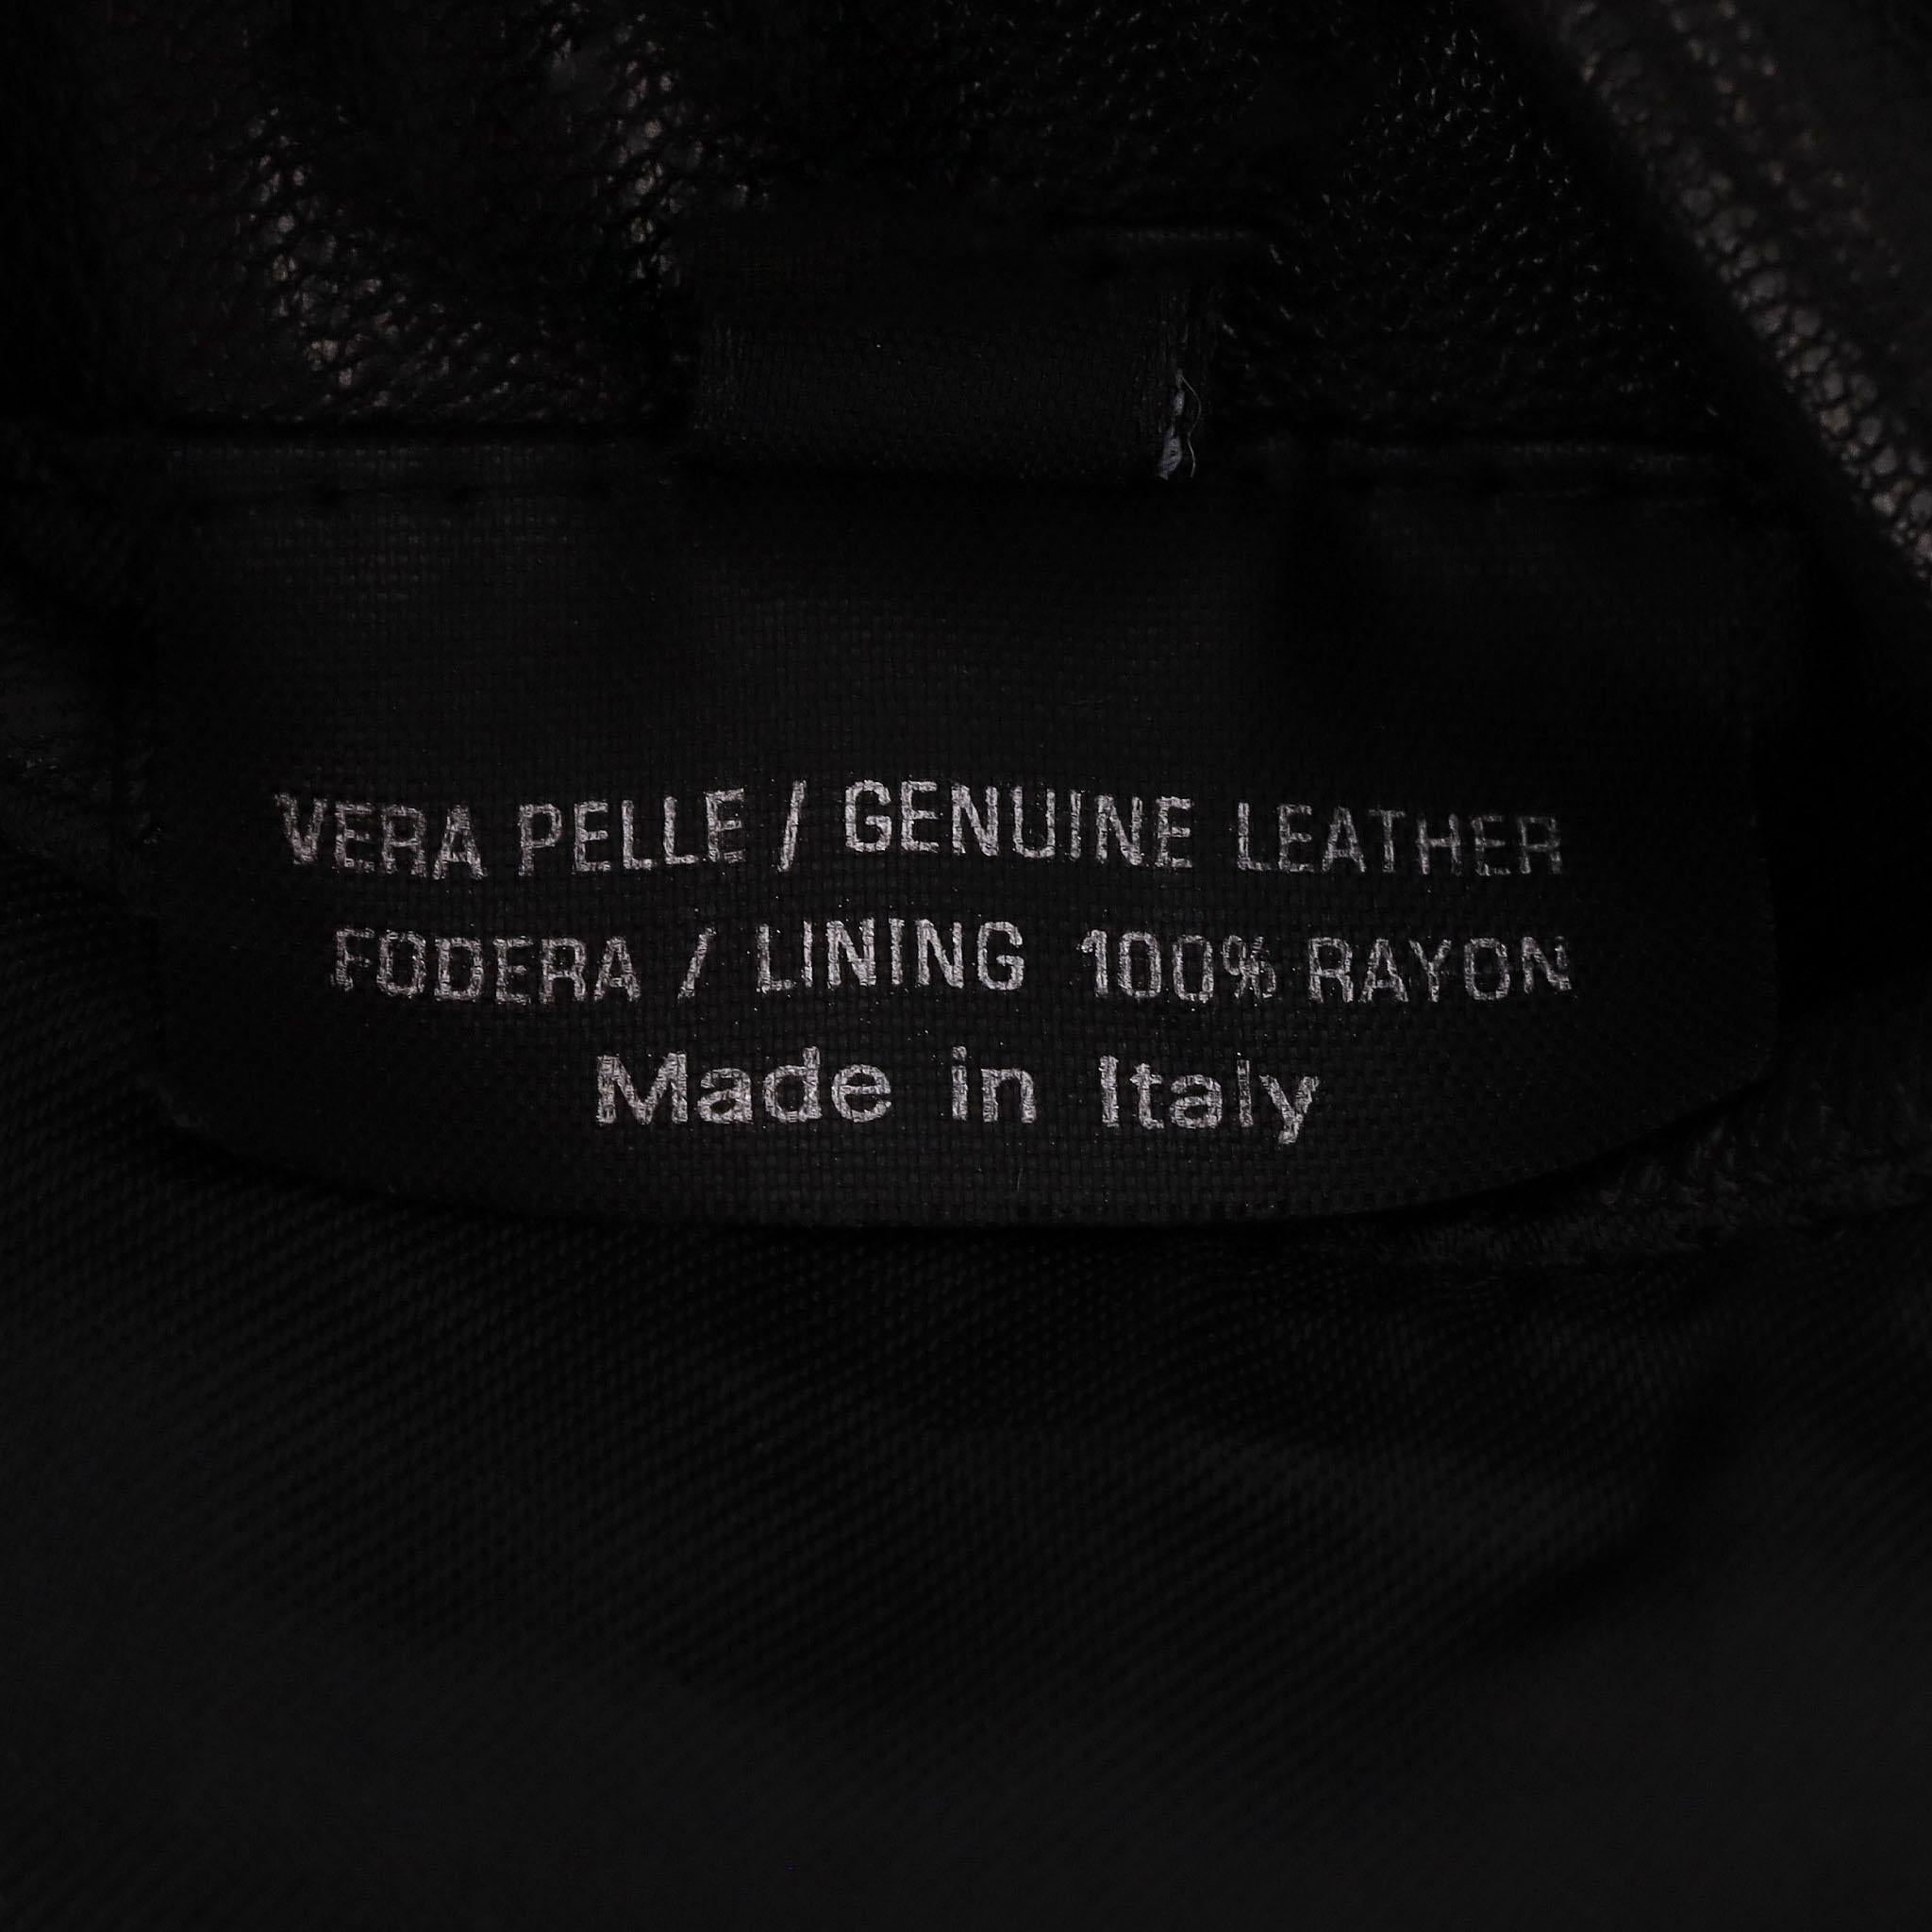 VERA PELLE / GENUINE LEATHER
FODERA / LINING 100% RAYON
Made in Italy